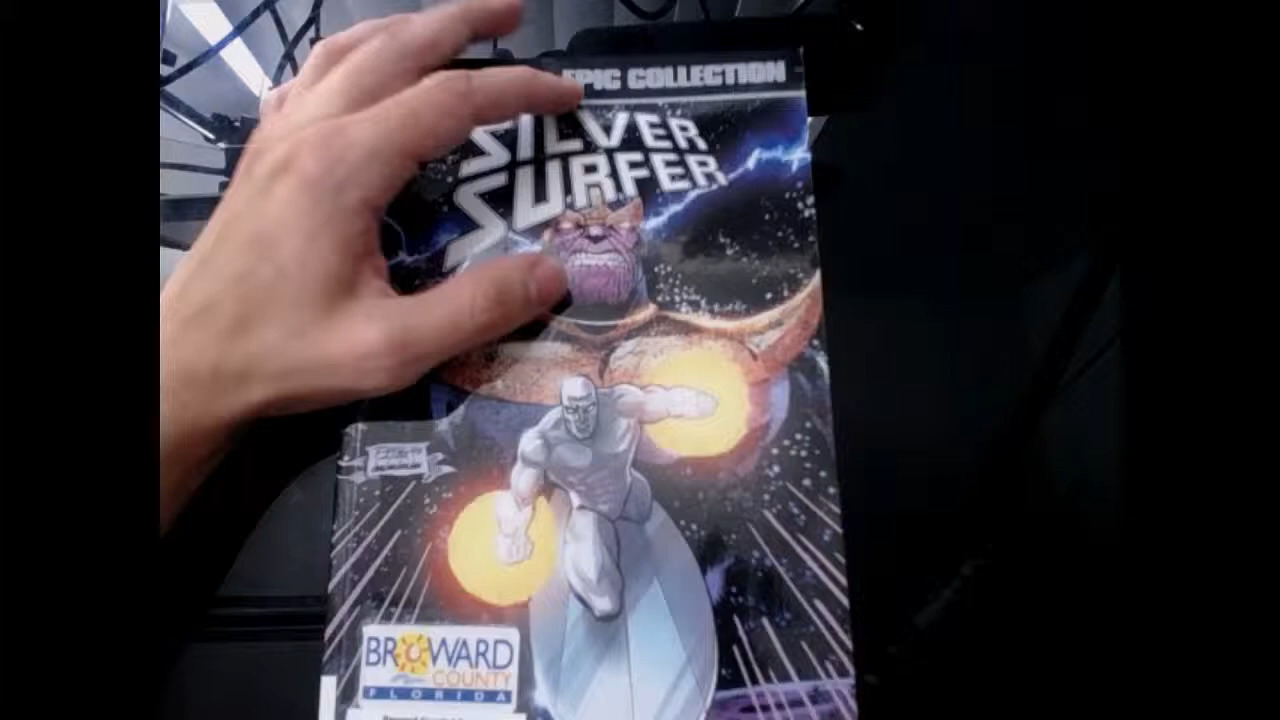 EPIC COLLECTION
SILVER
SURFER
BROWARD
COUNTY
FLORIDA